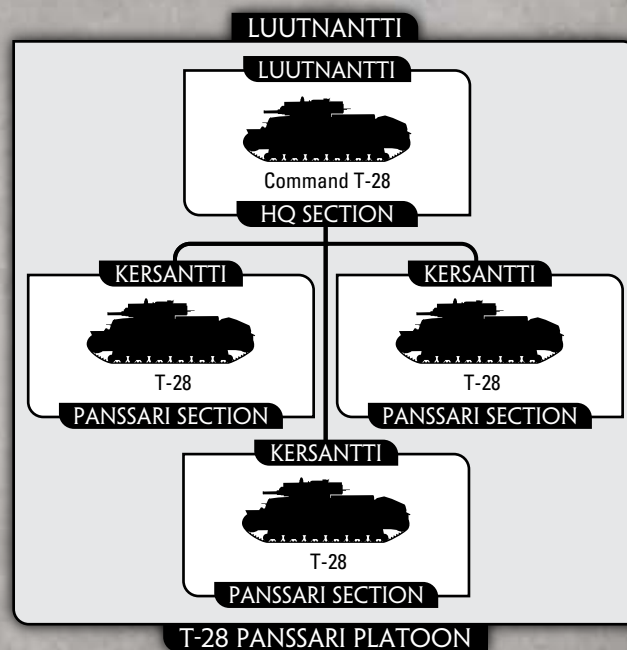 LUUTNANTTI
LUUTNANTTI
Command T-28
HQ SECTION
KERSANTTI
T-28
PANSSARI SECTION
KERSANTTI
T-28
PANSSARI SECTION
KERSANTTI
T-28
PANSSARI SECTION
T-28 PANSSARI PLATOON